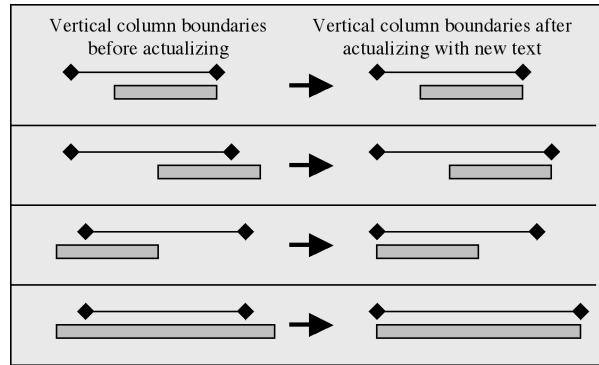 Vertical column boundaries
before actualizing
Vertical column boundaries after
actualizing with new text